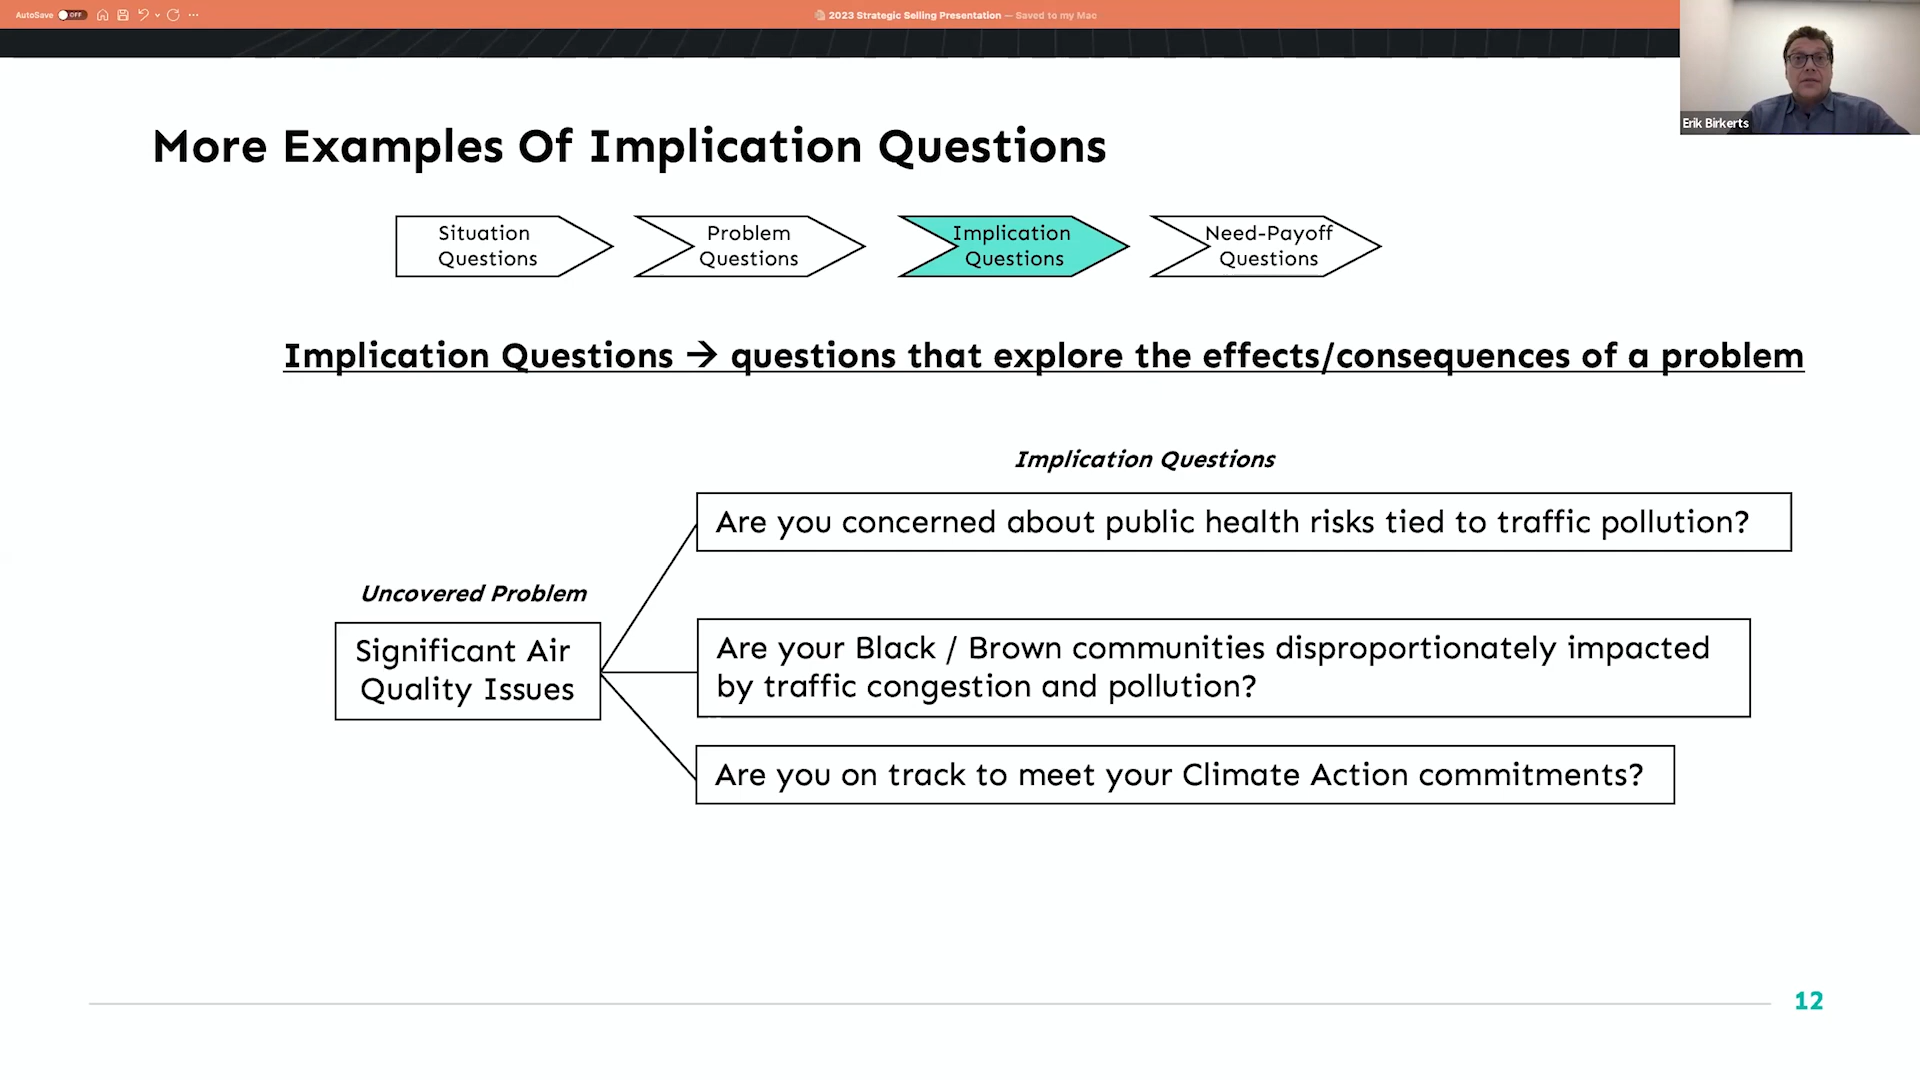 AutoSave OFF
2023 Strategic Selling Presentation — Saved to my Mac
Erik Birkerts
More Examples Of Implication Questions
Situation
Questions
Problem
Questions
Implication
Questions
Need-Payoff
Questions
Implication Questions → questions that explore the effects/consequences of a problem
Implication Questions
Are you concerned about public health risks tied to traffic pollution?
Uncovered Problem
Significant Air
Quality Issues
Are your Black / Brown communities disproportionately impacted
by traffic congestion and pollution?
Are you on track to meet your Climate Action commitments?
12